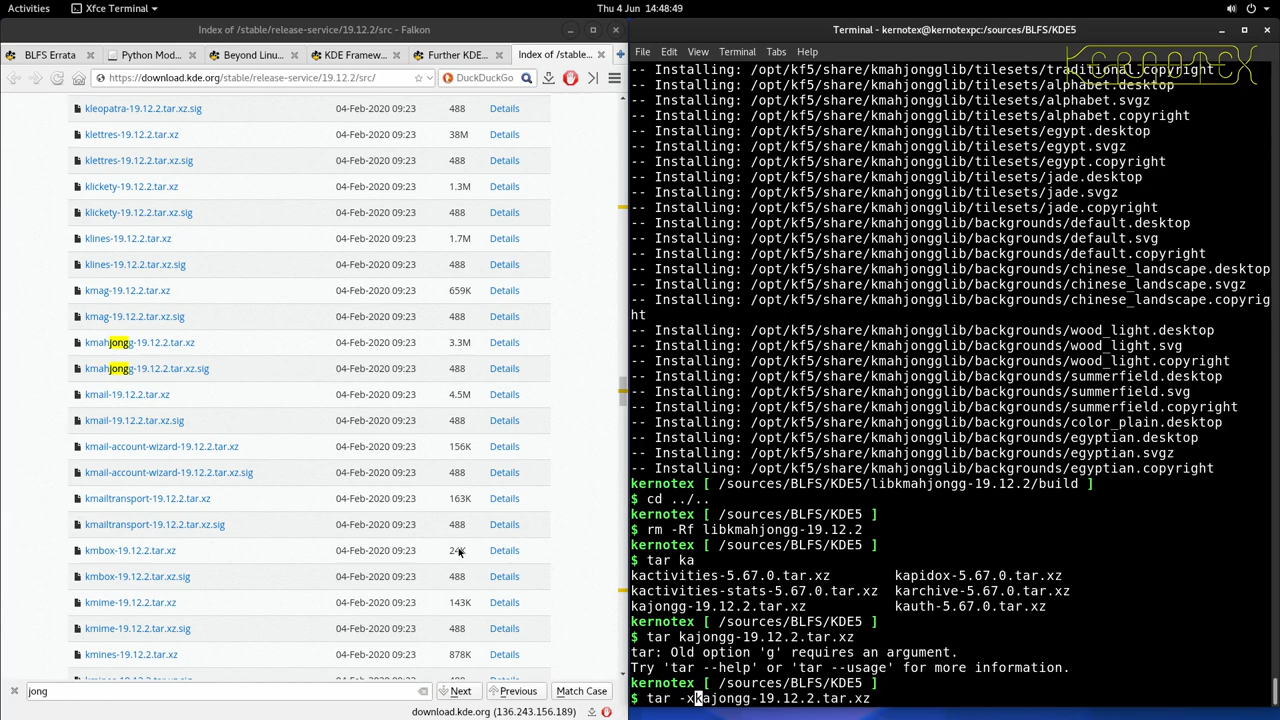 Activities Xfce Terminal Thu 4 Jun 14:48:49
Index of /stable/release-service/19.12.2/src/ - Falkon
BLFS Errata Python Mod... Beyond Linu... KDE Framew... Further KDE... Index of /stable...
https://download.kde.org/stable/release-service/19.12.2/src/ DuckDuckGo
kleopatra-19.12.2.tar.xz.sig 04-Feb-2020 09:23 488 Details
klettres-19.12.2.tar.xz 04-Feb-2020 09:23 38M Details
klettres-19.12.2.tar.xz.sig 04-Feb-2020 09:23 488 Details
klickety-19.12.2.tar.xz 04-Feb-2020 09:23 1.3M Details
klickety-19.12.2.tar.xz.sig 04-Feb-2020 09:23 488 Details
klines-19.12.2.tar.xz 04-Feb-2020 09:23 1.7M Details
klines-19.12.2.tar.xz.sig 04-Feb-2020 09:23 488 Details
kmag-19.12.2.tar.xz 04-Feb-2020 09:23 659K Details
kmag-19.12.2.tar.xz.sig 04-Feb-2020 09:23 488 Details
kmahjongg-19.12.2.tar.xz 04-Feb-2020 09:23 3.3M Details
kmahjongg-19.12.2.tar.xz.sig 04-Feb-2020 09:23 488 Details
kmail-19.12.2.tar.xz 04-Feb-2020 09:23 4.5M Details
kmail-19.12.2.tar.xz.sig 04-Feb-2020 09:23 488 Details
kmail-account-wizard-19.12.2.tar.xz 04-Feb-2020 09:23 156K Details
kmail-account-wizard-19.12.2.tar.xz.sig 04-Feb-2020 09:23 488 Details
kmailtransport-19.12.2.tar.xz 04-Feb-2020 09:23 163K Details
kmailtransport-19.12.2.tar.xz.sig 04-Feb-2020 09:23 488 Details
kmbox-19.12.2.tar.xz 04-Feb-2020 09:23 Details
kmbox-19.12.2.tar.xz.sig 04-Feb-2020 09:23 488 Details
kmime-19.12.2.tar.xz 04-Feb-2020 09:23 143K Details
kmime-19.12.2.tar.xz.sig 04-Feb-2020 09:23 488 Details
kmines-19.12.2.tar.xz 04-Feb-2020 09:23 878K Details
jong Next Previous Match Case
download.kde.org (136.243.156.189)
Terminal - kernotex@kernotexpc:/sources/BLFS/KDE5
File Edit View Terminal Tabs Help
KERNOTEX
-- Installing: /opt/kf5/share/kmahjongglib/tilesets/traditional.copyright
-- Installing: /opt/kf5/share/kmahjongglib/tilesets/alphabet.desktop
-- Installing: /opt/kf5/share/kmahjongglib/tilesets/alphabet.svgz
-- Installing: /opt/kf5/share/kmahjongglib/tilesets/alphabet.copyright
-- Installing: /opt/kf5/share/kmahjongglib/tilesets/egypt.desktop
-- Installing: /opt/kf5/share/kmahjongglib/tilesets/egypt.svgz
-- Installing: /opt/kf5/share/kmahjongglib/tilesets/egypt.copyright
-- Installing: /opt/kf5/share/kmahjongglib/tilesets/jade.desktop
-- Installing: /opt/kf5/share/kmahjongglib/tilesets/jade.svgz
-- Installing: /opt/kf5/share/kmahjongglib/tilesets/jade.copyright
-- Installing: /opt/kf5/share/kmahjongglib/backgrounds/default.desktop
-- Installing: /opt/kf5/share/kmahjongglib/backgrounds/default.svg
-- Installing: /opt/kf5/share/kmahjongglib/backgrounds/default.copyright
-- Installing: /opt/kf5/share/kmahjongglib/backgrounds/chinese_landscape.desktop
-- Installing: /opt/kf5/share/kmahjongglib/backgrounds/chinese_landscape.svgz
-- Installing: /opt/kf5/share/kmahjongglib/backgrounds/chinese_landscape.copyrig
ht
-- Installing: /opt/kf5/share/kmahjongglib/backgrounds/wood_light.desktop
-- Installing: /opt/kf5/share/kmahjongglib/backgrounds/wood_light.svg
-- Installing: /opt/kf5/share/kmahjongglib/backgrounds/wood_light.copyright
-- Installing: /opt/kf5/share/kmahjongglib/backgrounds/summerfield.desktop
-- Installing: /opt/kf5/share/kmahjongglib/backgrounds/summerfield.svg
-- Installing: /opt/kf5/share/kmahjongglib/backgrounds/summerfield.copyright
-- Installing: /opt/kf5/share/kmahjongglib/backgrounds/color_plain.desktop
-- Installing: /opt/kf5/share/kmahjongglib/backgrounds/egyptian.desktop
-- Installing: /opt/kf5/share/kmahjongglib/backgrounds/egyptian.svgz
-- Installing: /opt/kf5/share/kmahjongglib/backgrounds/egyptian.copyright
kernotex [ /sources/BLFS/KDE5/libkmahjongg-19.12.2/build ]
$ cd ../..
kernotex [ /sources/BLFS/KDE5 ]
$ rm -Rf libkmahjongg-19.12.2
kernotex [ /sources/BLFS/KDE5 ]
$ tar ka
kactivities-5.67.0.tar.xz kapidox-5.67.0.tar.xz
kactivities-stats-5.67.0.tar.xz karchive-5.67.0.tar.xz
kajongg-19.12.2.tar.xz kauth-5.67.0.tar.xz
kernotex [ /sources/BLFS/KDE5 ]
$ tar kajongg-19.12.2.tar.xz
tar: Old option 'g' requires an argument.
Try 'tar --help' or 'tar --usage' for more information.
kernotex [ /sources/BLFS/KDE5 ]
$ tar -xkajongg-19.12.2.tar.xz